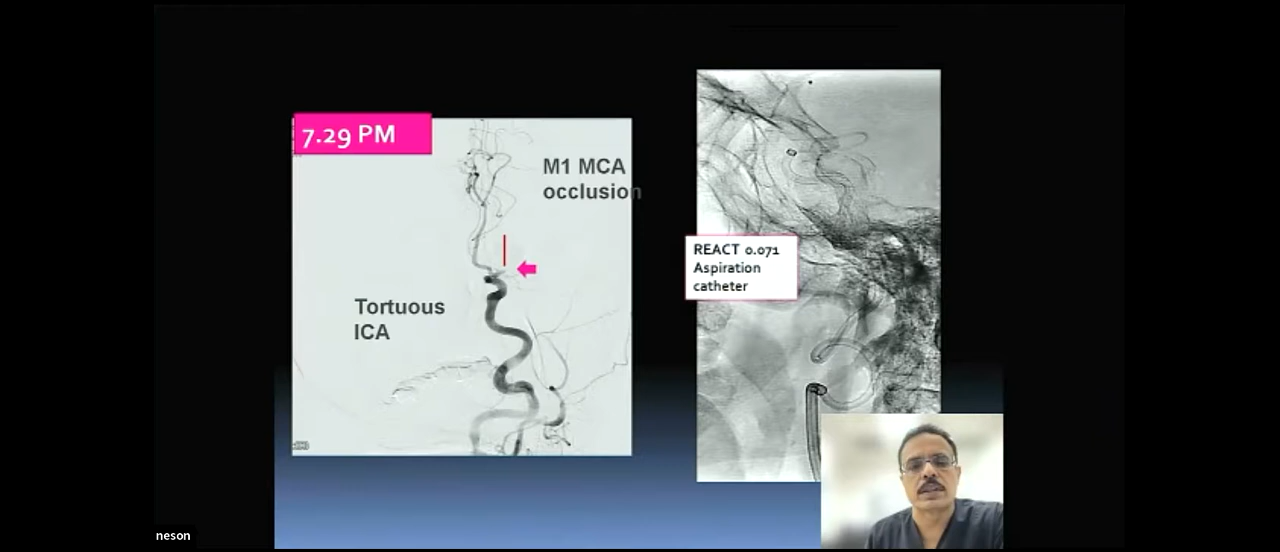 7.29 PM
M1 MCA
occlusion
Tortuous
ICA
REACT 0.071
Aspiration
catheter
neson